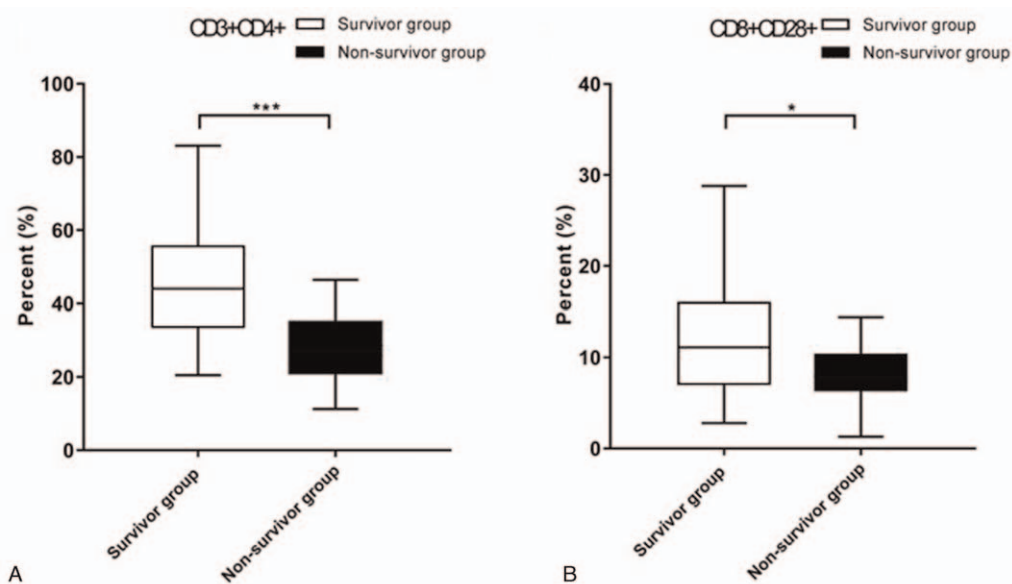 CD3+CD4+
Survivor group
Non-survivor group
100
80
60
40
20
0
Percent (%)
***
Survivor group
Non-survivor group
A
CD8+CD28+
Survivor group
Non-survivor group
40
30
20
10
0
Percent (%)
*
Survivor group
Non-survivor group
B